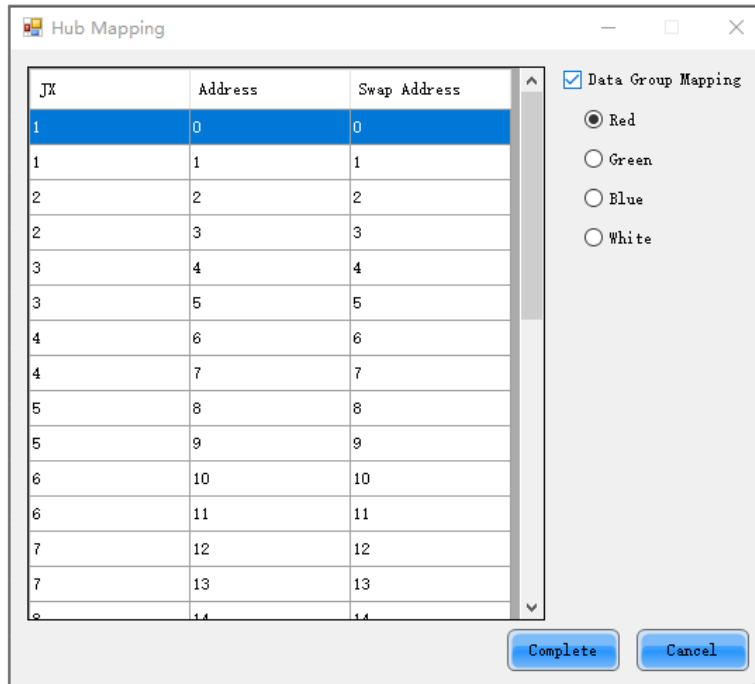 Hub Mapping
JX Address Swap Address
1 0 0
1 1 1
2 2 2
2 3 3
3 4 4
3 5 5
4 6 6
4 7 7
5 8 8
5 9 9
6 10 10
6 11 11
7 12 12
7 13 13
8 14 14
Data Group Mapping
Red
Green
Blue
White
Complete Cancel